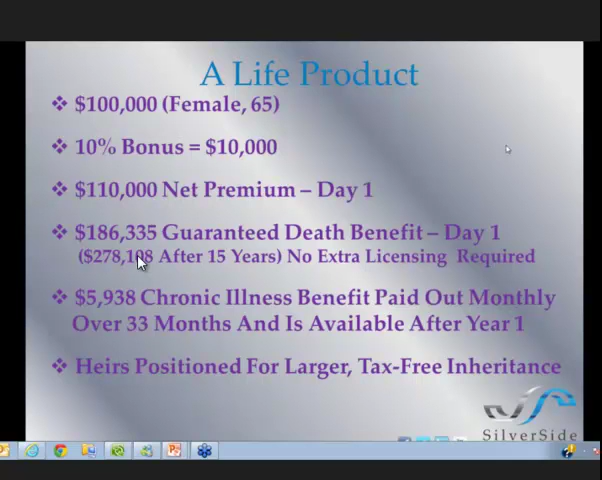 A Life Product
❖ $100,000 (Female, 65)
❖ 10% Bonus = $10,000
❖ $110,000 Net Premium – Day 1
❖ $186,335 Guaranteed Death Benefit – Day 1
($278,108 After 15 Years) No Extra Licensing Required
❖ $5,938 Chronic Illness Benefit Paid Out Monthly
Over 33 Months And Is Available After Year 1
❖ Heirs Positioned For Larger, Tax-Free Inheritance
SilverSide